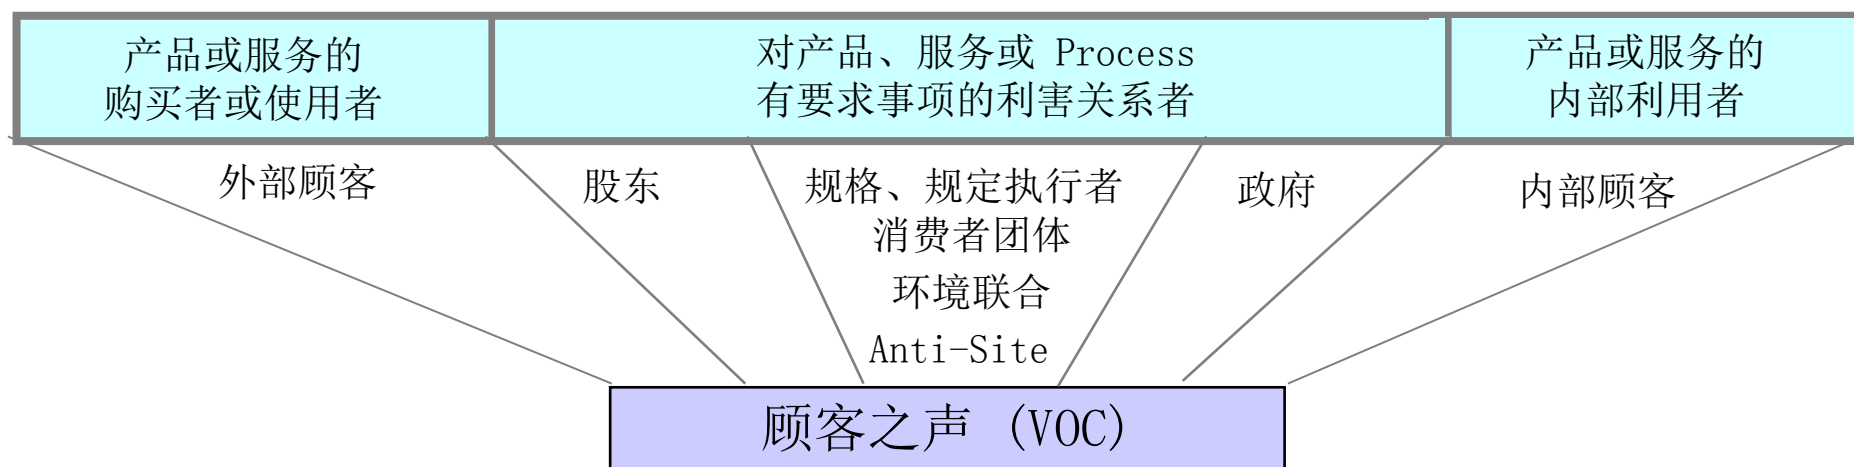 产品或服务的
购买者或使用者
对产品、服务或 Process
有要求事项的利害关系者
产品或服务的
内部利用者
外部顾客
股东
规格、规定执行者
消费者团体
环境联合
Anti-Site
政府
内部顾客
顾客之声 (VOC)